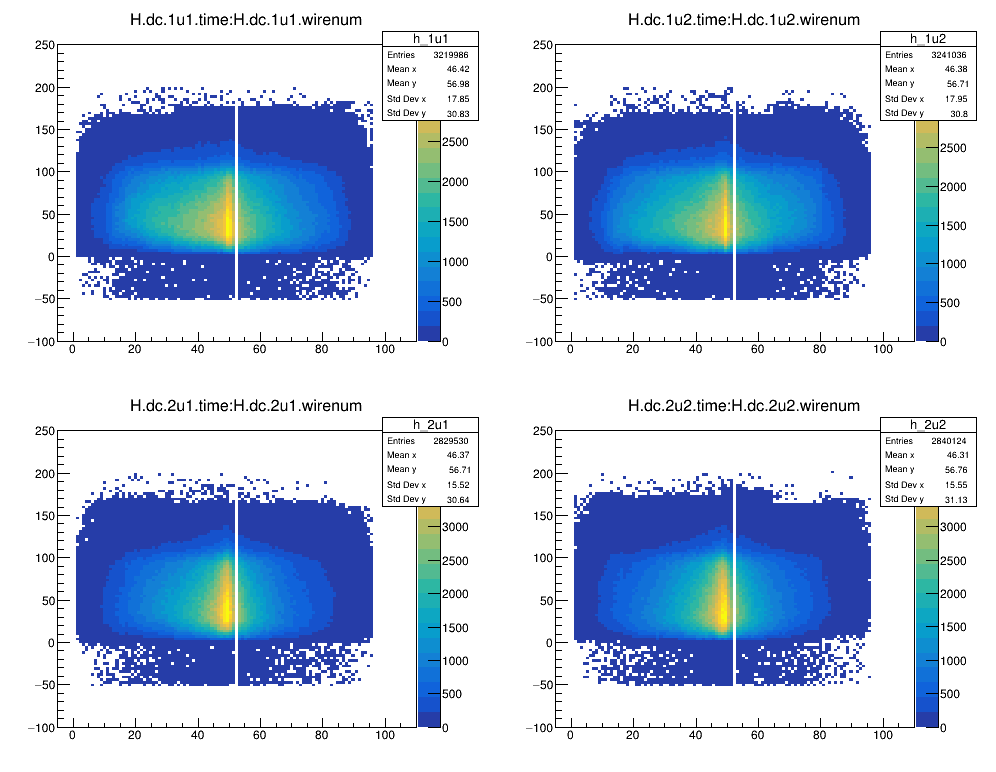 H.dc.1u1.time:H.dc.1u1.wirenum
h_1u1
Entries 3219986
Mean x 46.42
Mean y 56.98
Std Dev x 17.85
Std Dev y 30.83
250
200
150
100
50
0
−50
−100
0 20 40 60 80 100
2500
2000
1500
1000
500
0
H.dc.1u2.time:H.dc.1u2.wirenum
h_1u2
Entries 3241036
Mean x 46.38
Mean y 56.71
Std Dev x 17.95
Std Dev y 30.8
250
200
150
100
50
0
−50
−100
0 20 40 60 80 100
2500
2000
1500
1000
500
0
H.dc.2u1.time:H.dc.2u1.wirenum
h_2u1
Entries 2829530
Mean x 46.37
Mean y 56.71
Std Dev x 15.52
Std Dev y 30.64
250
200
150
100
50
0
−50
−100
0 20 40 60 80 100
3000
2500
2000
1500
1000
500
0
H.dc.2u2.time:H.dc.2u2.wirenum
h_2u2
Entries 2840124
Mean x 46.31
Mean y 56.76
Std Dev x 15.55
Std Dev y 31.13
250
200
150
100
50
0
−50
−100
0 20 40 60 80 100
3000
2500
2000
1500
1000
500
0